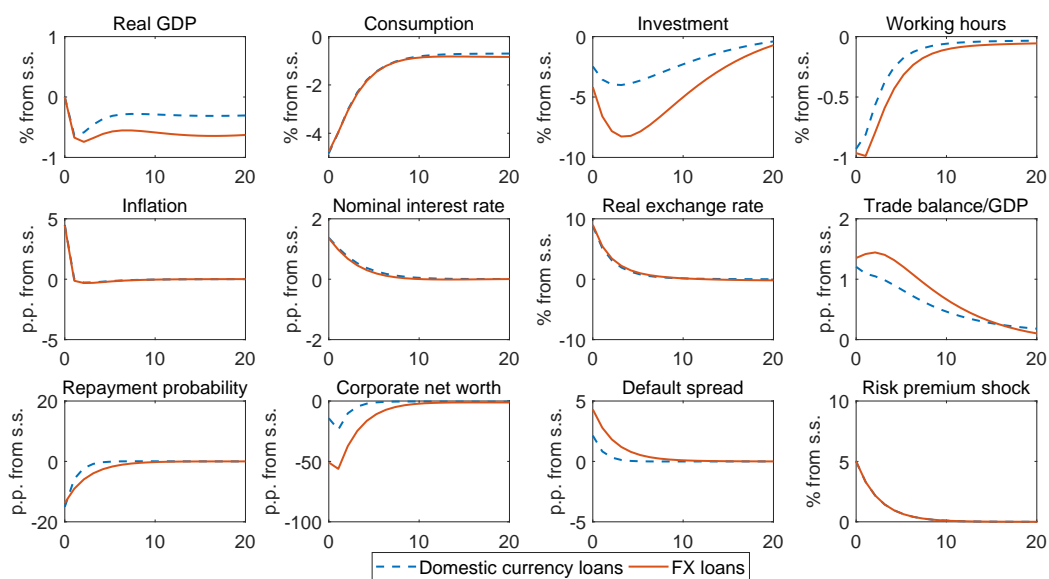 Real GDP
Consumption
Investment
Working hours
% from s.s.
1
0
-1
0 10 20
% from s.s.
0
-2
-4
0 10 20
% from s.s.
0
-5
-10
0 10 20
% from s.s.
0
-0.5
-1
0 10 20
Inflation
Nominal interest rate
Real exchange rate
Trade balance/GDP
p.p. from s.s.
5
0
-5
0 10 20
p.p. from s.s.
2
0
-2
0 10 20
% from s.s.
10
0
-10
0 10 20
p.p. from s.s.
2
1
0
0 10 20
Repayment probability
Corporate net worth
Default spread
Risk premium shock
p.p. from s.s.
20
0
-20
0 10 20
p.p. from s.s.
0
-50
-100
0 10 20
p.p. from s.s.
5
0
-5
0 10 20
% from s.s.
10
5
0
0 10 20
Domestic currency loans
FX loans